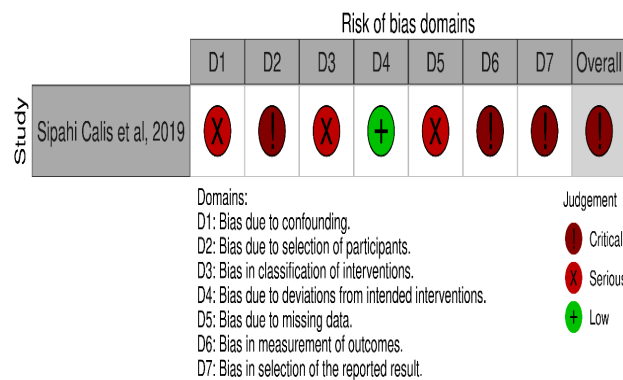 Risk of bias domains
D1 D2 D3 D4 D5 D6 D7 Overall
Study
Sipahi Calis et al, 2019 X ! X + X ! ! !
Domains:
D1: Bias due to confounding.
D2: Bias due to selection of participants.
D3: Bias in classification of interventions.
D4: Bias due to deviations from intended interventions.
D5: Bias due to missing data.
D6: Bias in measurement of outcomes.
D7: Bias in selection of the reported result.
Judgement
! Critical
X Serious
+ Low